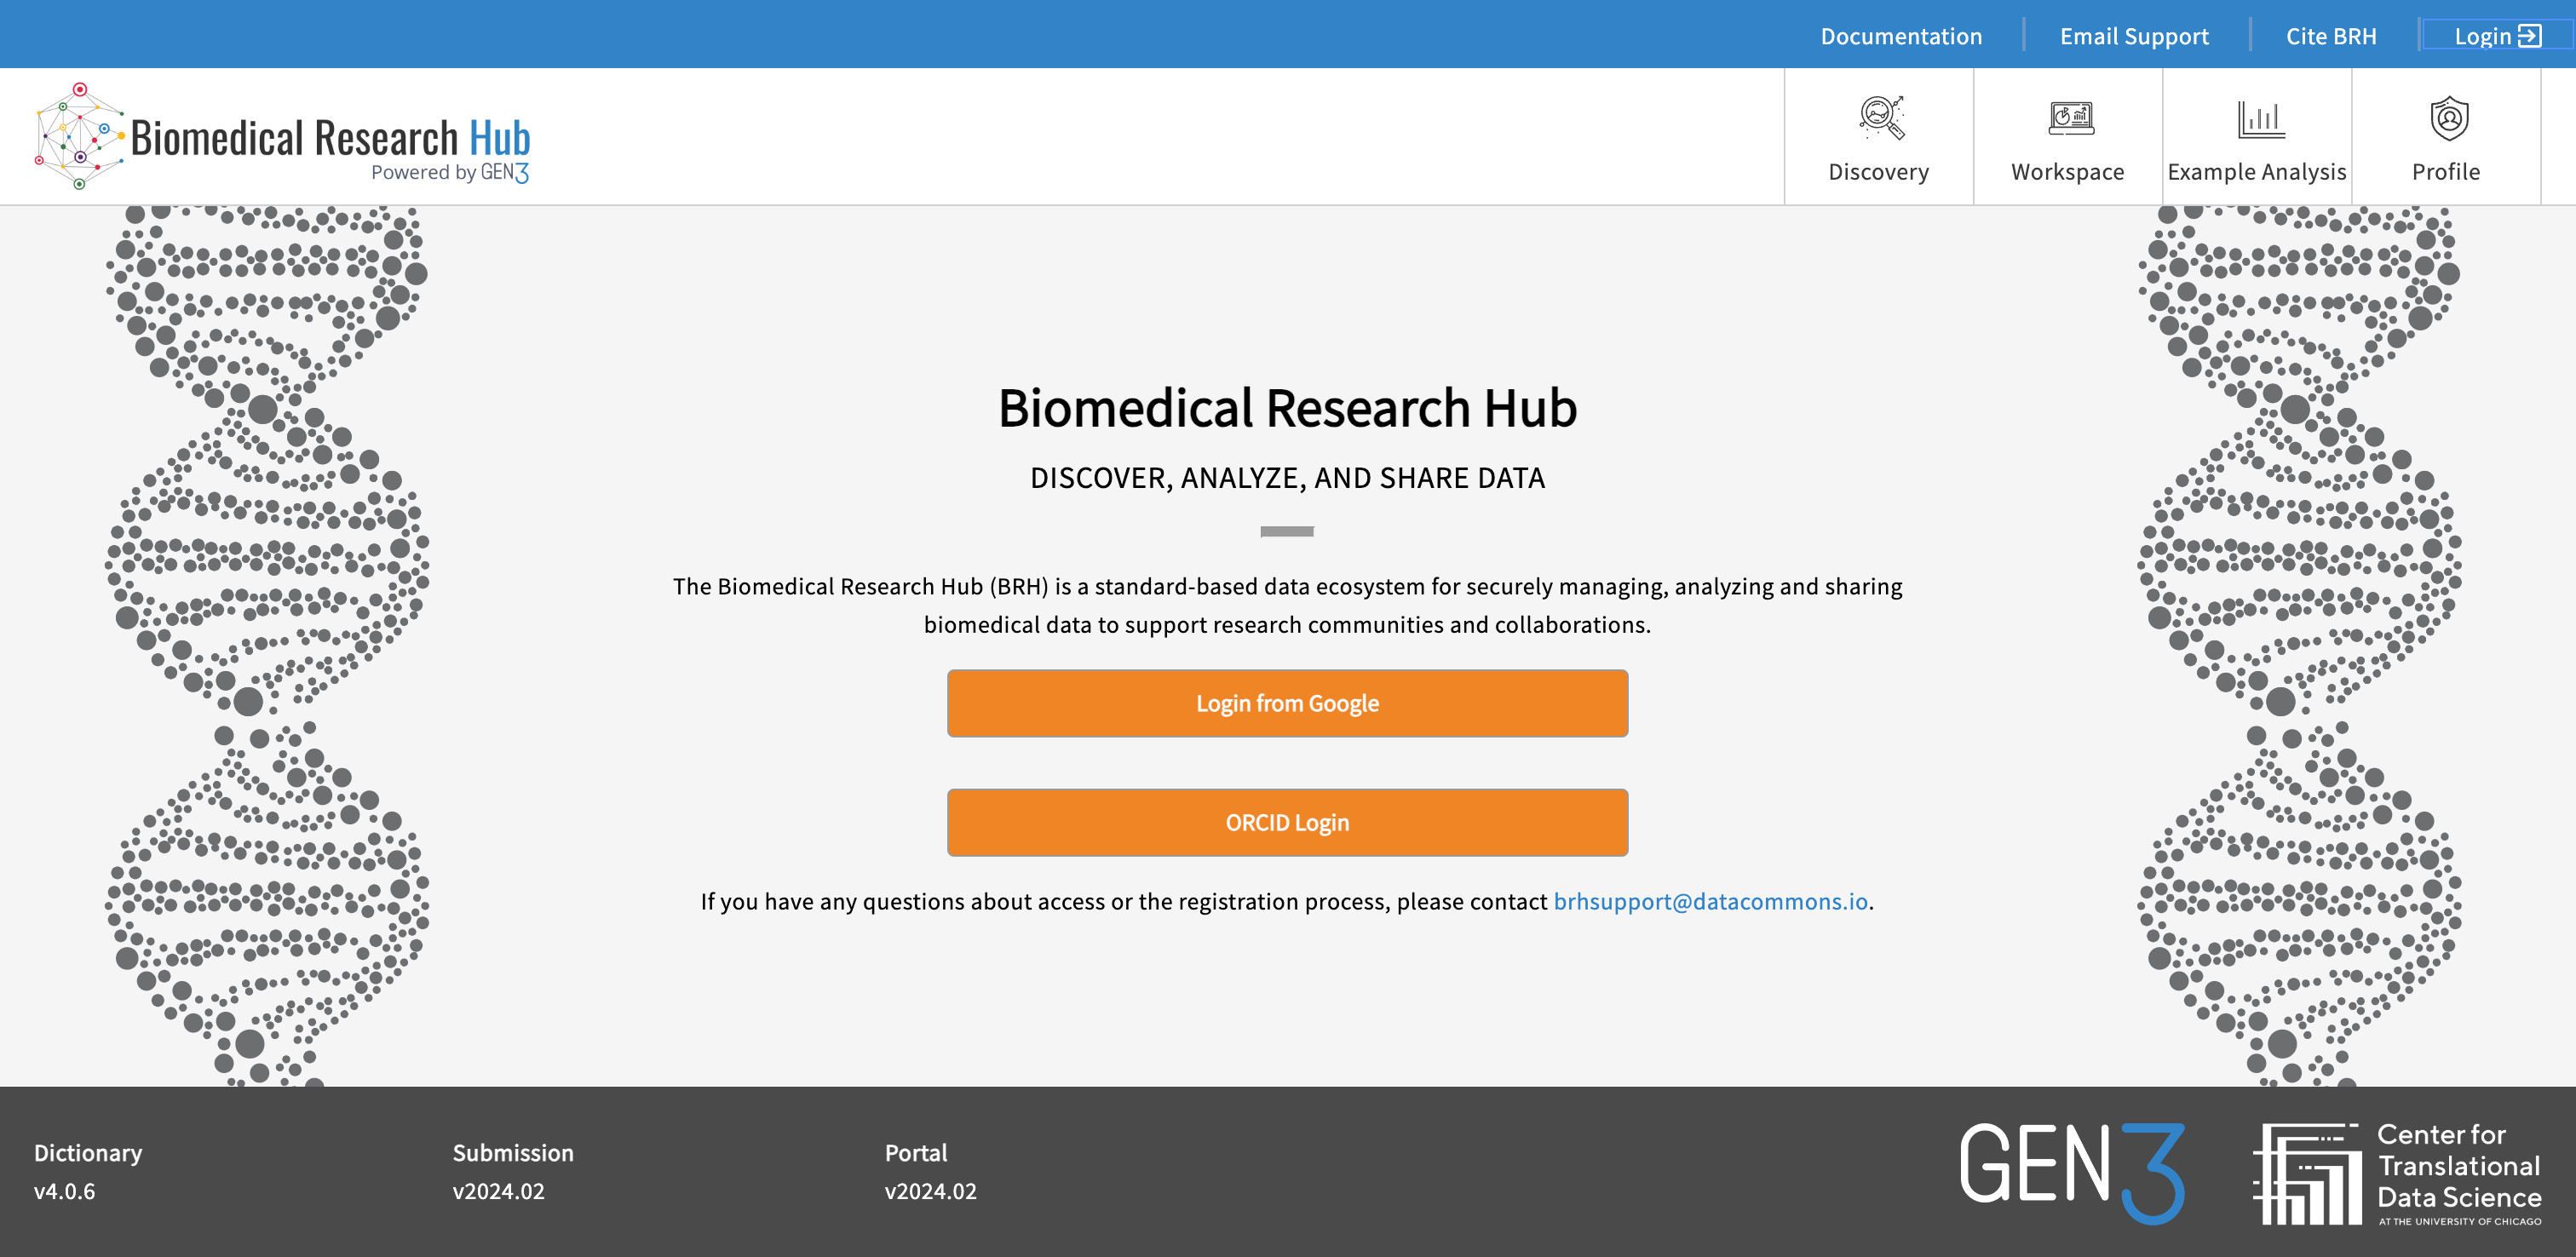 Documentation
Email Support
Cite BRH
Login
Biomedical Research Hub
Powered by GEN3
Discovery
Workspace
Example Analysis
Profile
Biomedical Research Hub
DISCOVER, ANALYZE, AND SHARE DATA
The Biomedical Research Hub (BRH) is a standard-based data ecosystem for securely managing, analyzing and sharing
biomedical data to support research communities and collaborations.
Login from Google
ORCID Login
If you have any questions about access or the registration process, please contact brhsupport@datacommons.io.
Dictionary
v4.0.6
Submission
v2024.02
Portal
v2024.02
GEN3
Center for
Translational
Data Science
AT THE UNIVERSITY OF CHICAGO